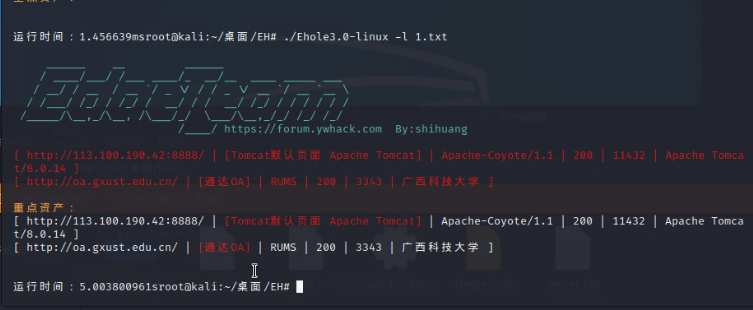 运行时间：1.456639msroot@kali:~/桌面/EH# ./Ehole3.0-linux -l 1.txt
EdgeTeam
https://forum.ywhack.com By:shihuang
[ http://113.100.190.42:8888/ | [Tomcat默认页面 Apache Tomcat] | Apache-Coyote/1.1 | 200 | 11432 | Apache Tomca
t/8.0.14 ]
[ http://oa.gxust.edu.cn/ | [通达OA] | RUMS | 200 | 3343 | 广西科技大学 ]
重点资产：
[ http://113.100.190.42:8888/ | [Tomcat默认页面 Apache Tomcat] | Apache-Coyote/1.1 | 200 | 11432 | Apache Tomca
t/8.0.14 ]
[ http://oa.gxust.edu.cn/ | [通达OA] | RUMS | 200 | 3343 | 广西科技大学 ]
运行时间：5.003800961sroot@kali:~/桌面/EH#